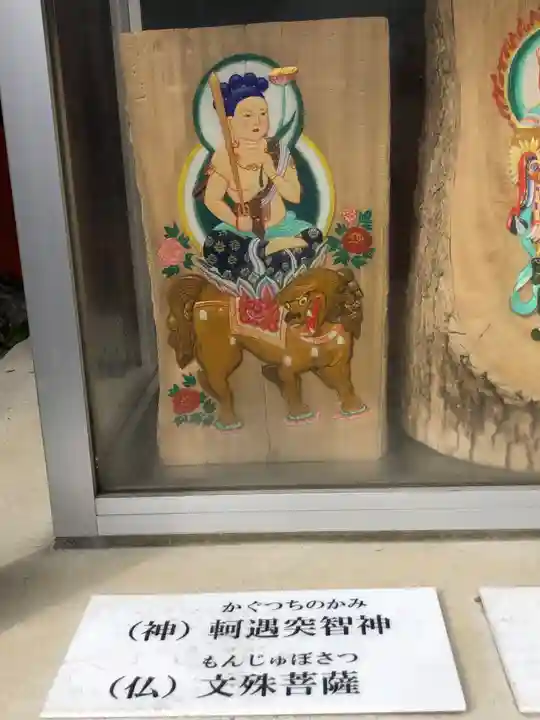 かぐつちのかみ
（神）軻遇突智神
もんじゅぼさつ
（仏）文殊菩薩